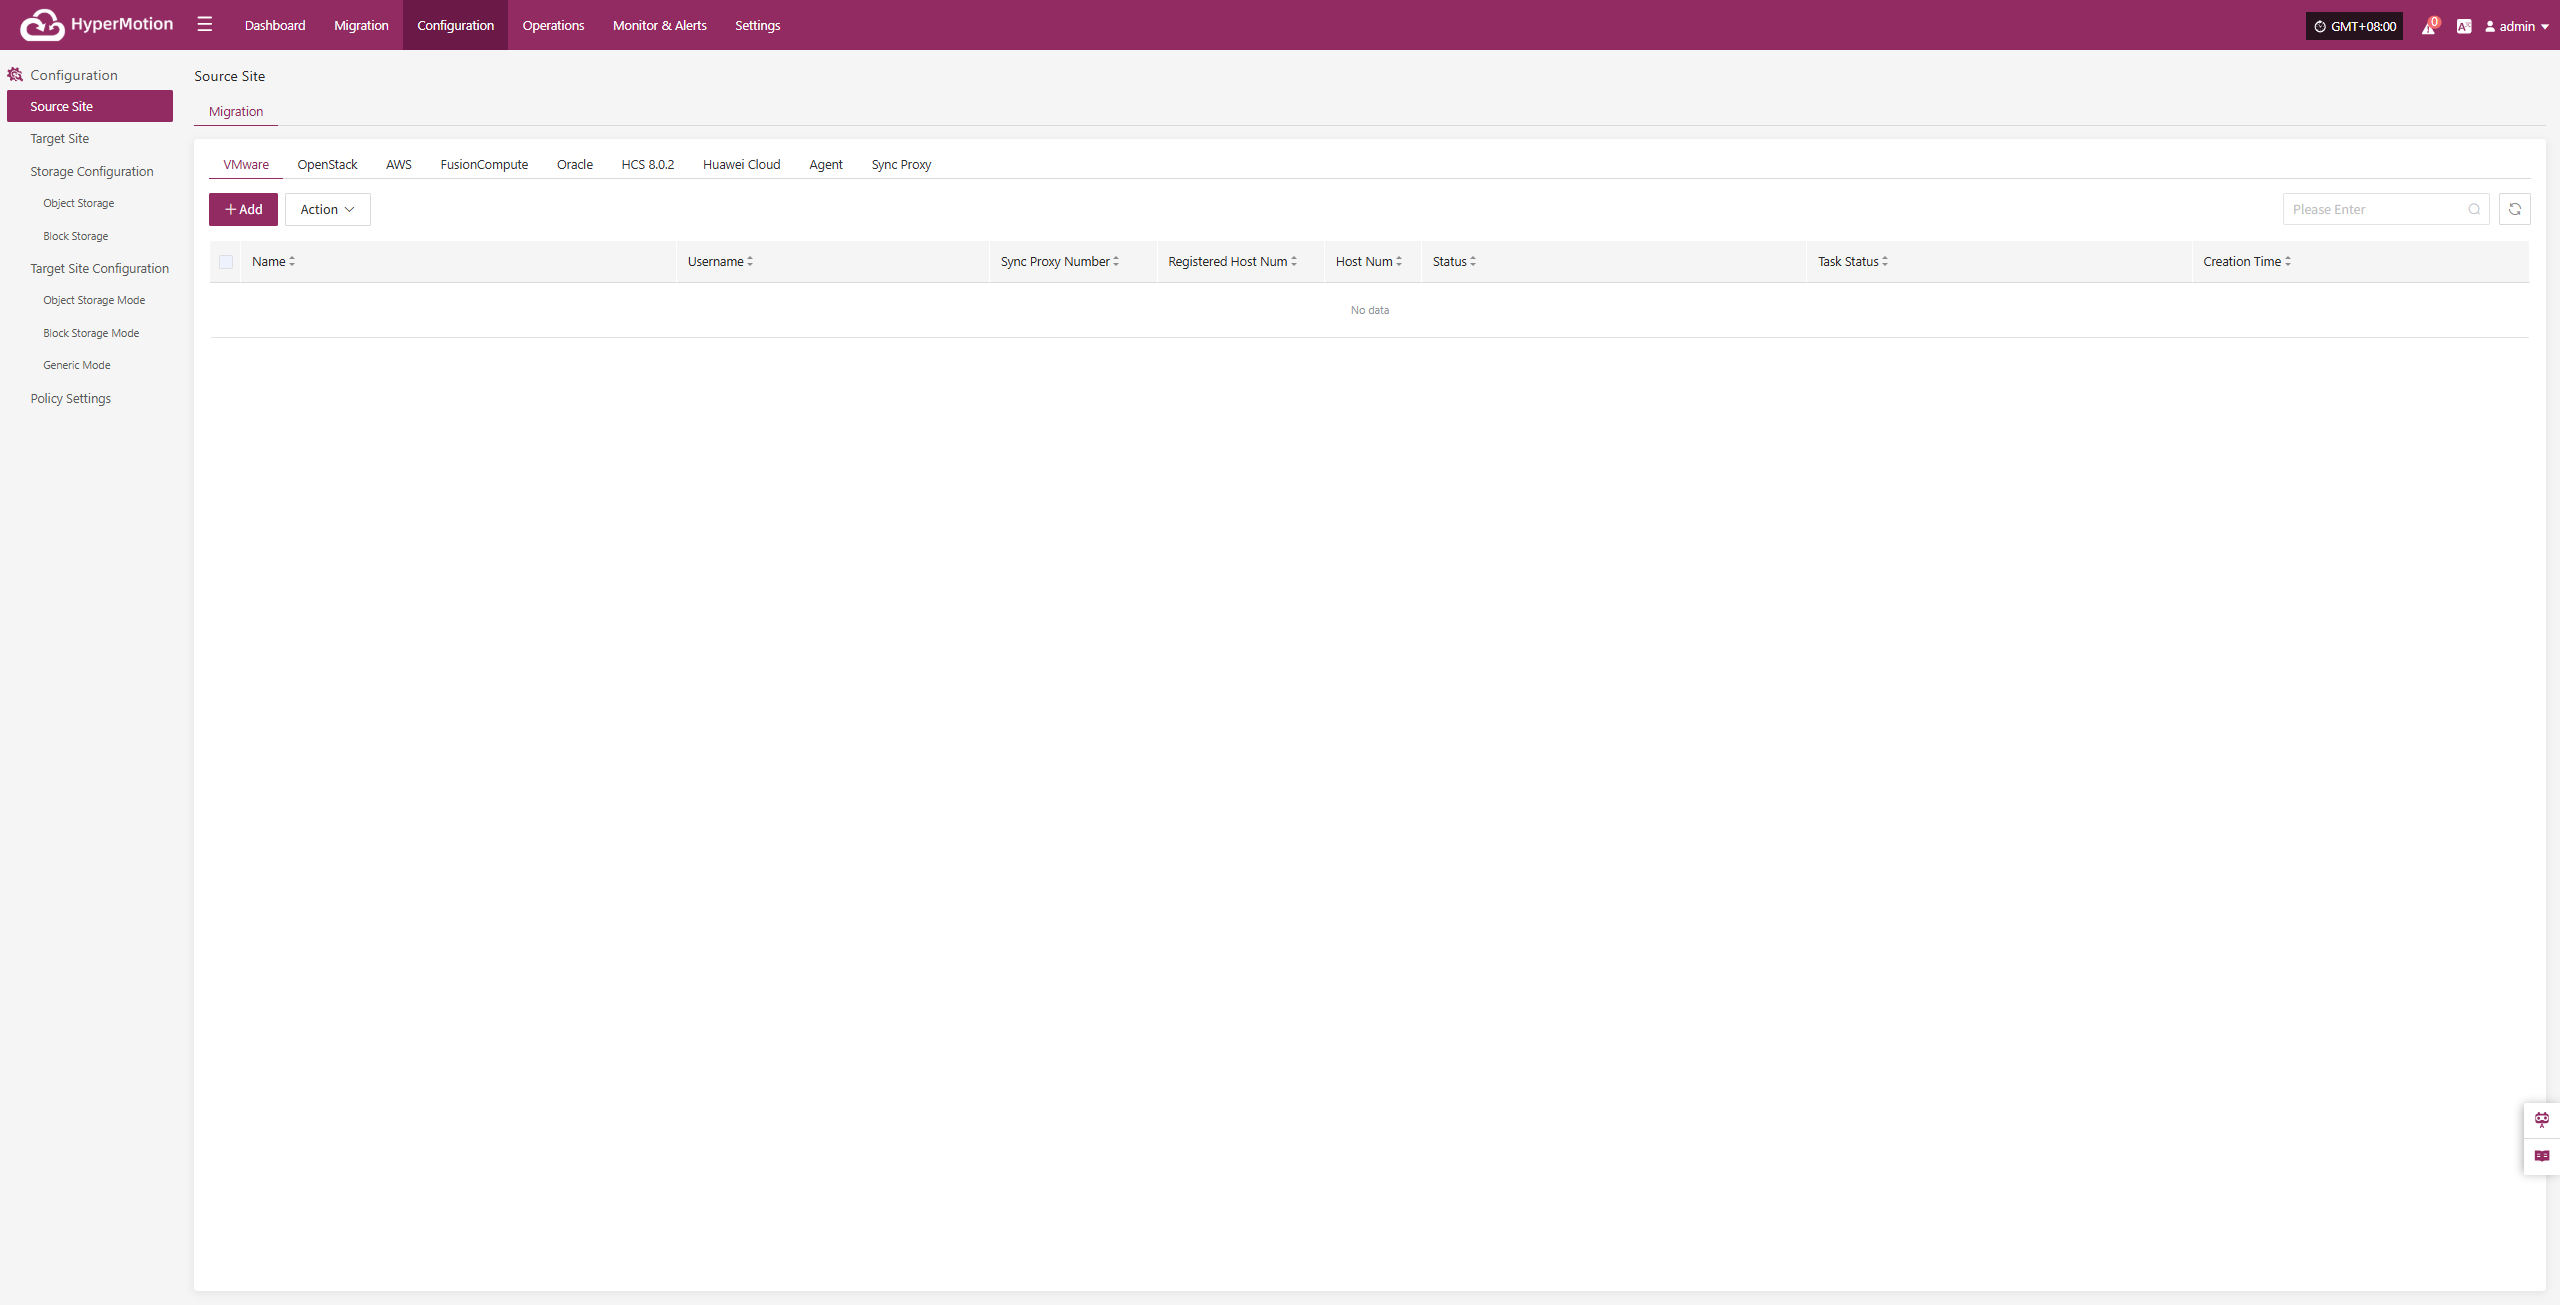 HyperMotion
Dashboard
Migration
Configuration
Operations
Monitor & Alerts
Settings
GMT+08:00
0
admin
Configuration
Source Site
Target Site
Storage Configuration
Object Storage
Block Storage
Target Site Configuration
Object Storage Mode
Block Storage Mode
Generic Mode
Policy Settings
Source Site
Migration
VMware
OpenStack
AWS
FusionCompute
Oracle
HCS 8.0.2
Huawei Cloud
Agent
Sync Proxy
Add
Action
Please Enter
Name
Username
Sync Proxy Number
Registered Host Num
Host Num
Status
Task Status
Creation Time
No data